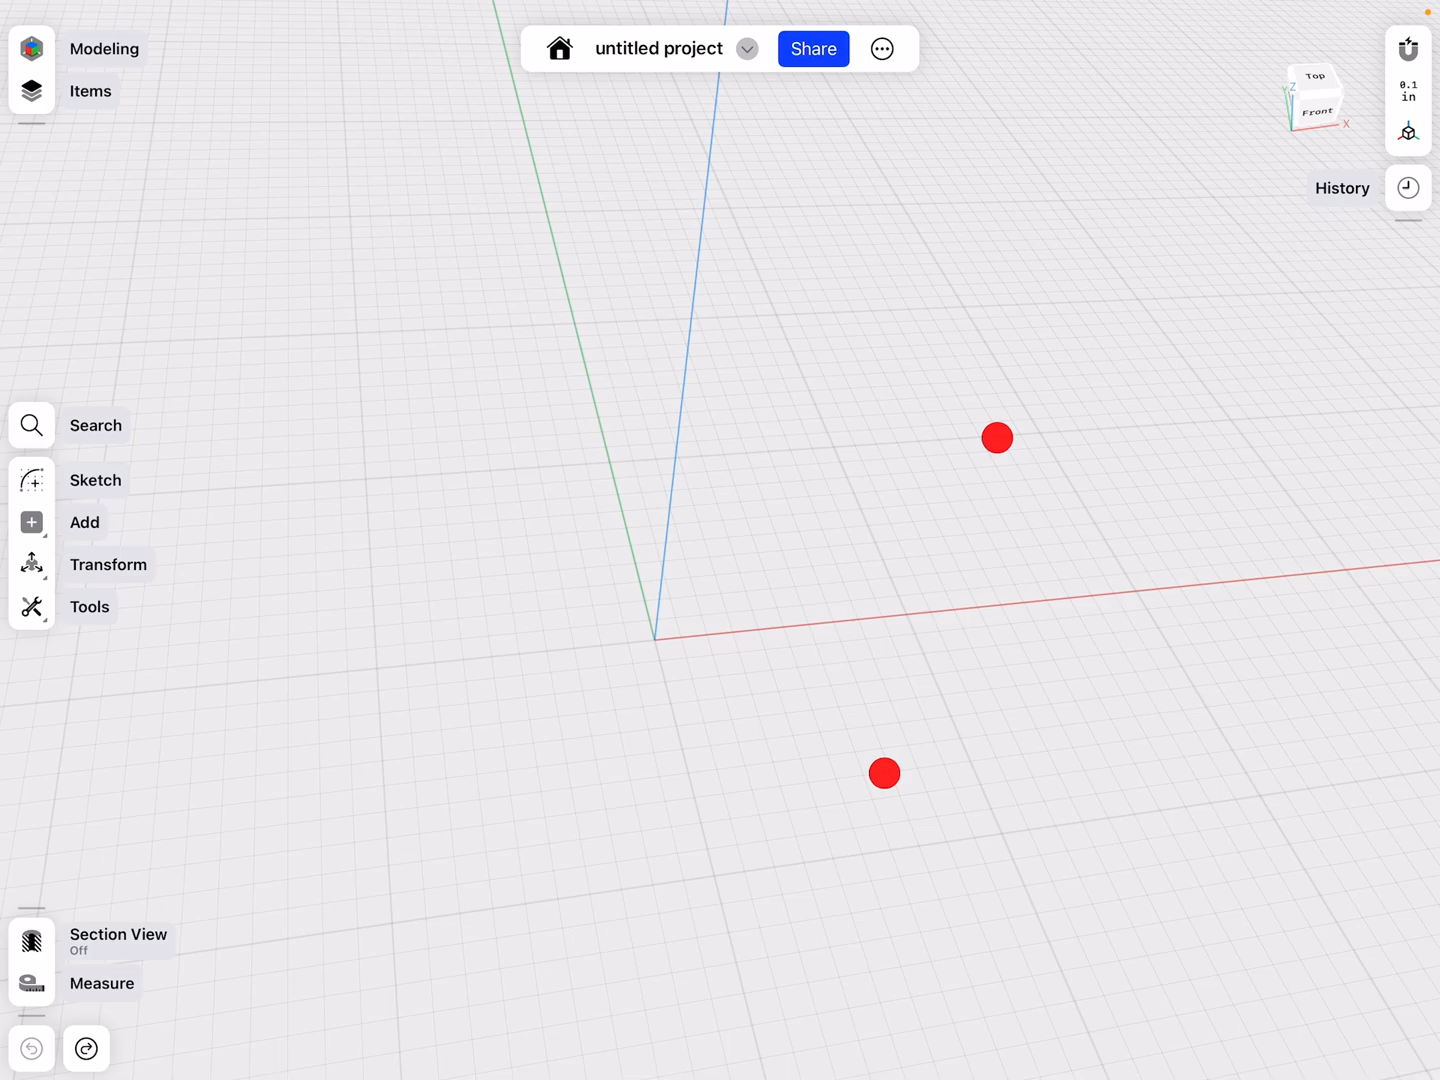 Modeling
Items
untitled project
Share
Top
Front
Z
Y
X
0.1
in
History
Search
Sketch
Add
Transform
Tools
Section View
Off
Measure